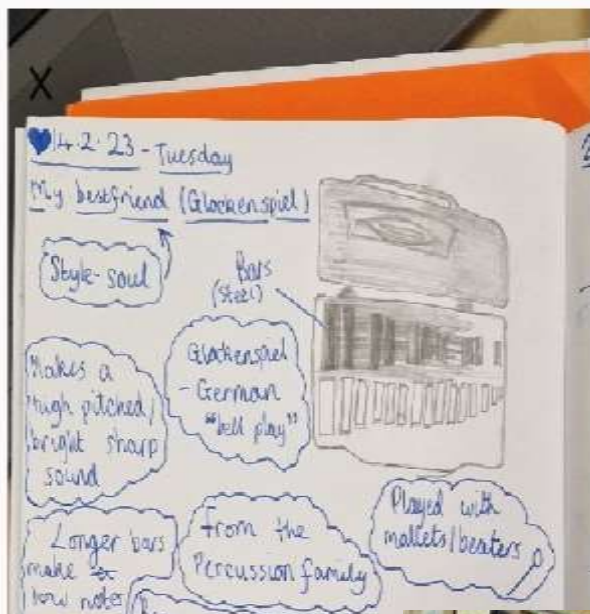 14.2.23 - Tuesday
My bestfriend (Glockenspiel)
Style - soul
Bars
(Steel)
Glockenspiel
- German
"bell play"
Makes a
high pitched/
bright sharp
sound
Played with
mallets/beaters
From the
Percussion family
Longer bars
make
low notes